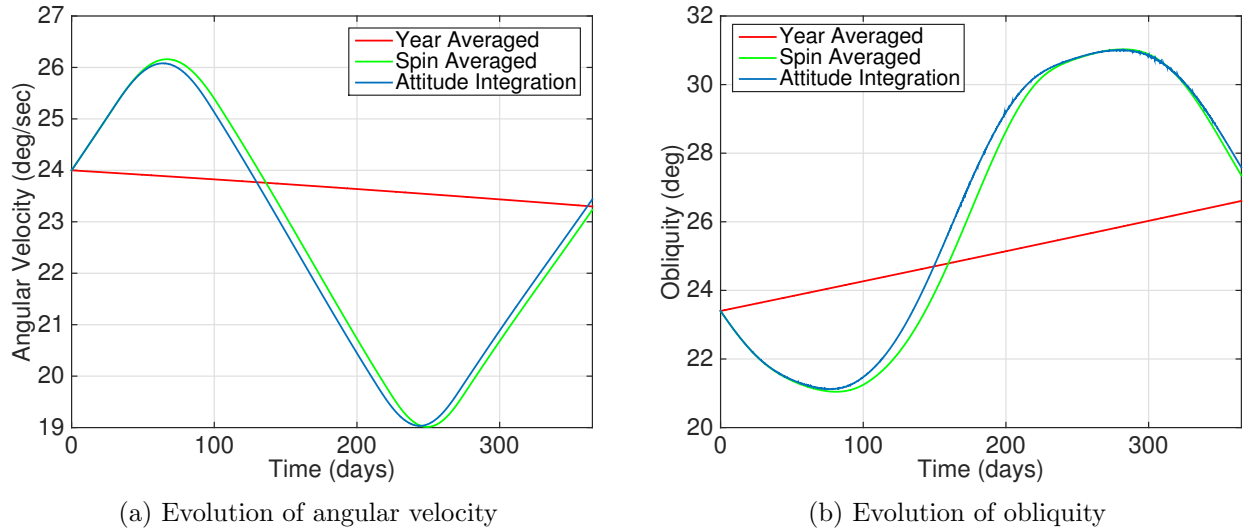 27
26
25
24
23
22
21
20
19
0
100
200
300
Angular Velocity (deg/sec)
Time (days)
Year Averaged
Spin Averaged
Attitude Integration
(a) Evolution of angular velocity
32
30
28
26
24
22
20
0
100
200
300
Obliquity (deg)
Time (days)
Year Averaged
Spin Averaged
Attitude Integration
(b) Evolution of obliquity